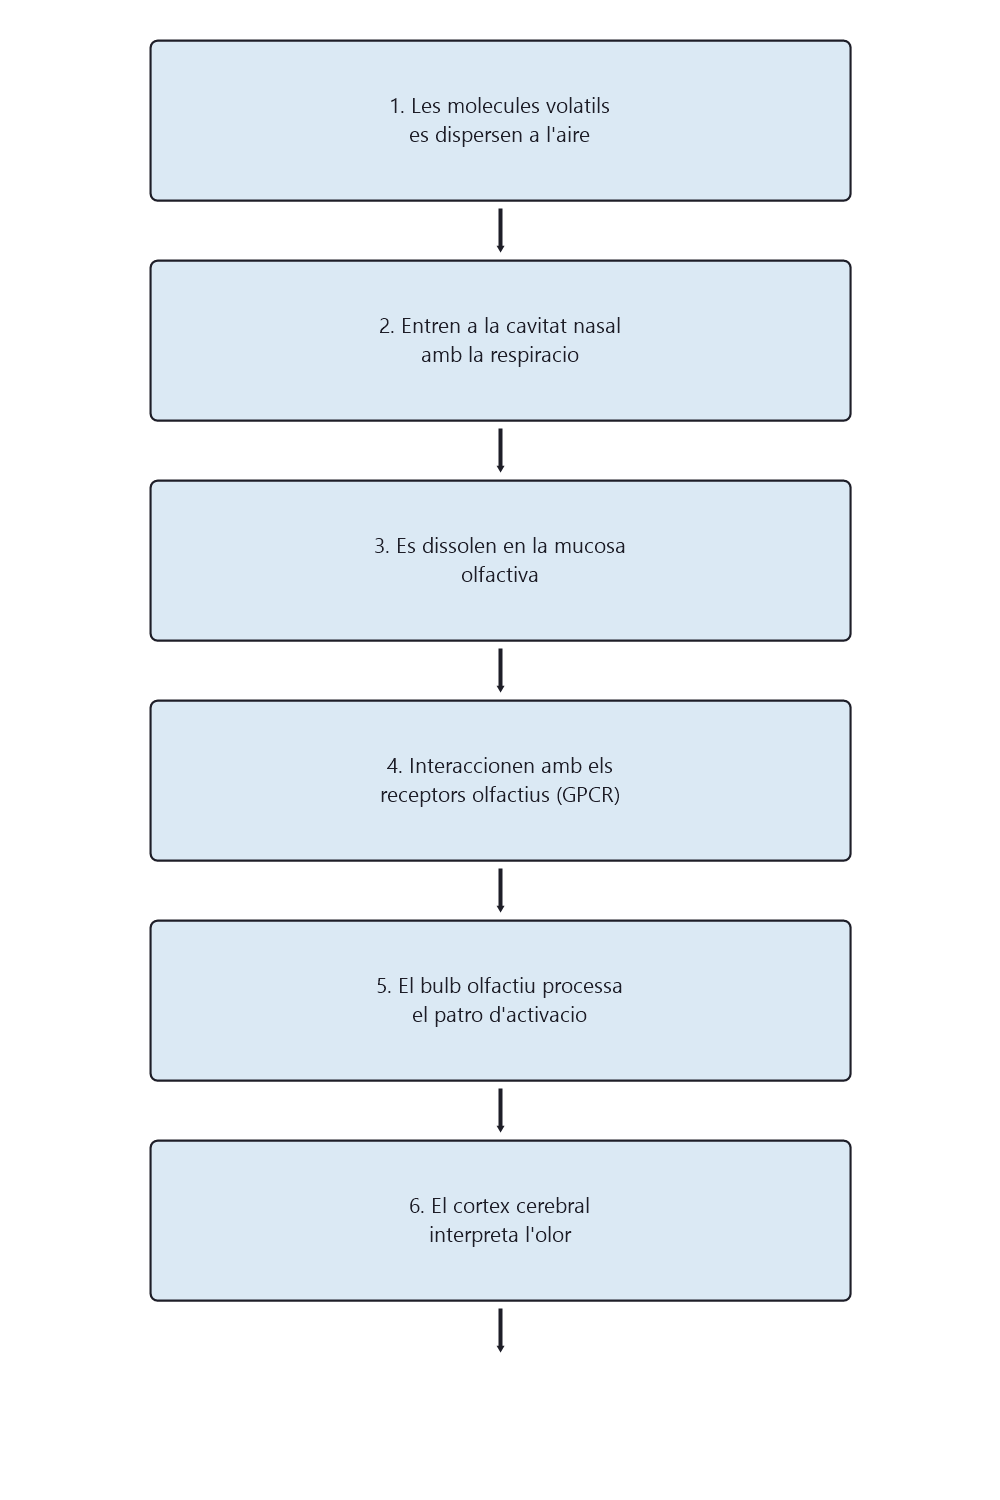 1. Les molecules volatils
es dispersen a l'aire
2. Entren a la cavitat nasal
amb la respiracio
3. Es dissolen en la mucosa
olfactiva
4. Interaccionen amb els
receptors olfactius (GPCR)
5. El bulb olfactiu processa
el patro d'activacio
6. El cortex cerebral
interpreta l'olor